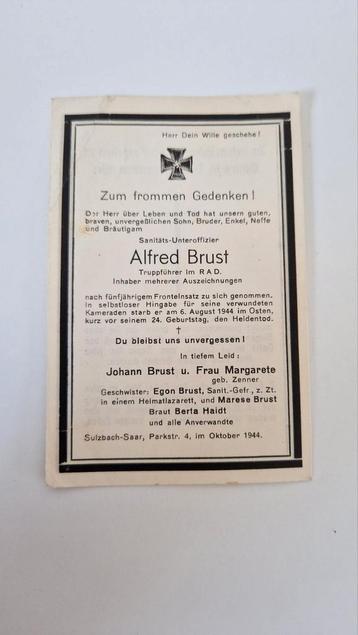 Herr Dein Wille geschehe!
Zum frommen Gedenken!
Der Herr über Leben und Tod hat unsern guten,
braven, unvergeßlichen Sohn, Bruder, Enkel, Neffe
und Bräutigam
Sanitäts-Unteroffizier
Alfred Brust
Truppführer im RAD.
Inhaber mehrerer Auszeichnungen
nach fünfjährigem Fronteinsatz zu sich genommen.
In selbstloser Hingabe für seine verwundeten
Kameraden starb er am 6. August 1944 im Osten,
kurz vor seinem 24. Geburtstag, den Heldentod.
†
Du bleibst uns unvergessen!
In tiefem Leid:
Johann Brust u. Frau Margarete
geb. Zenner
Geschwister: Egon Brust, Sanit.-Gefr., z. Zt.
in einem Heimatlazarett, und Marese Brust
Braut Berta Haidt
und alle Anverwandte
Sulzbach-Saar, Parkstr. 4, im Oktober 1944.